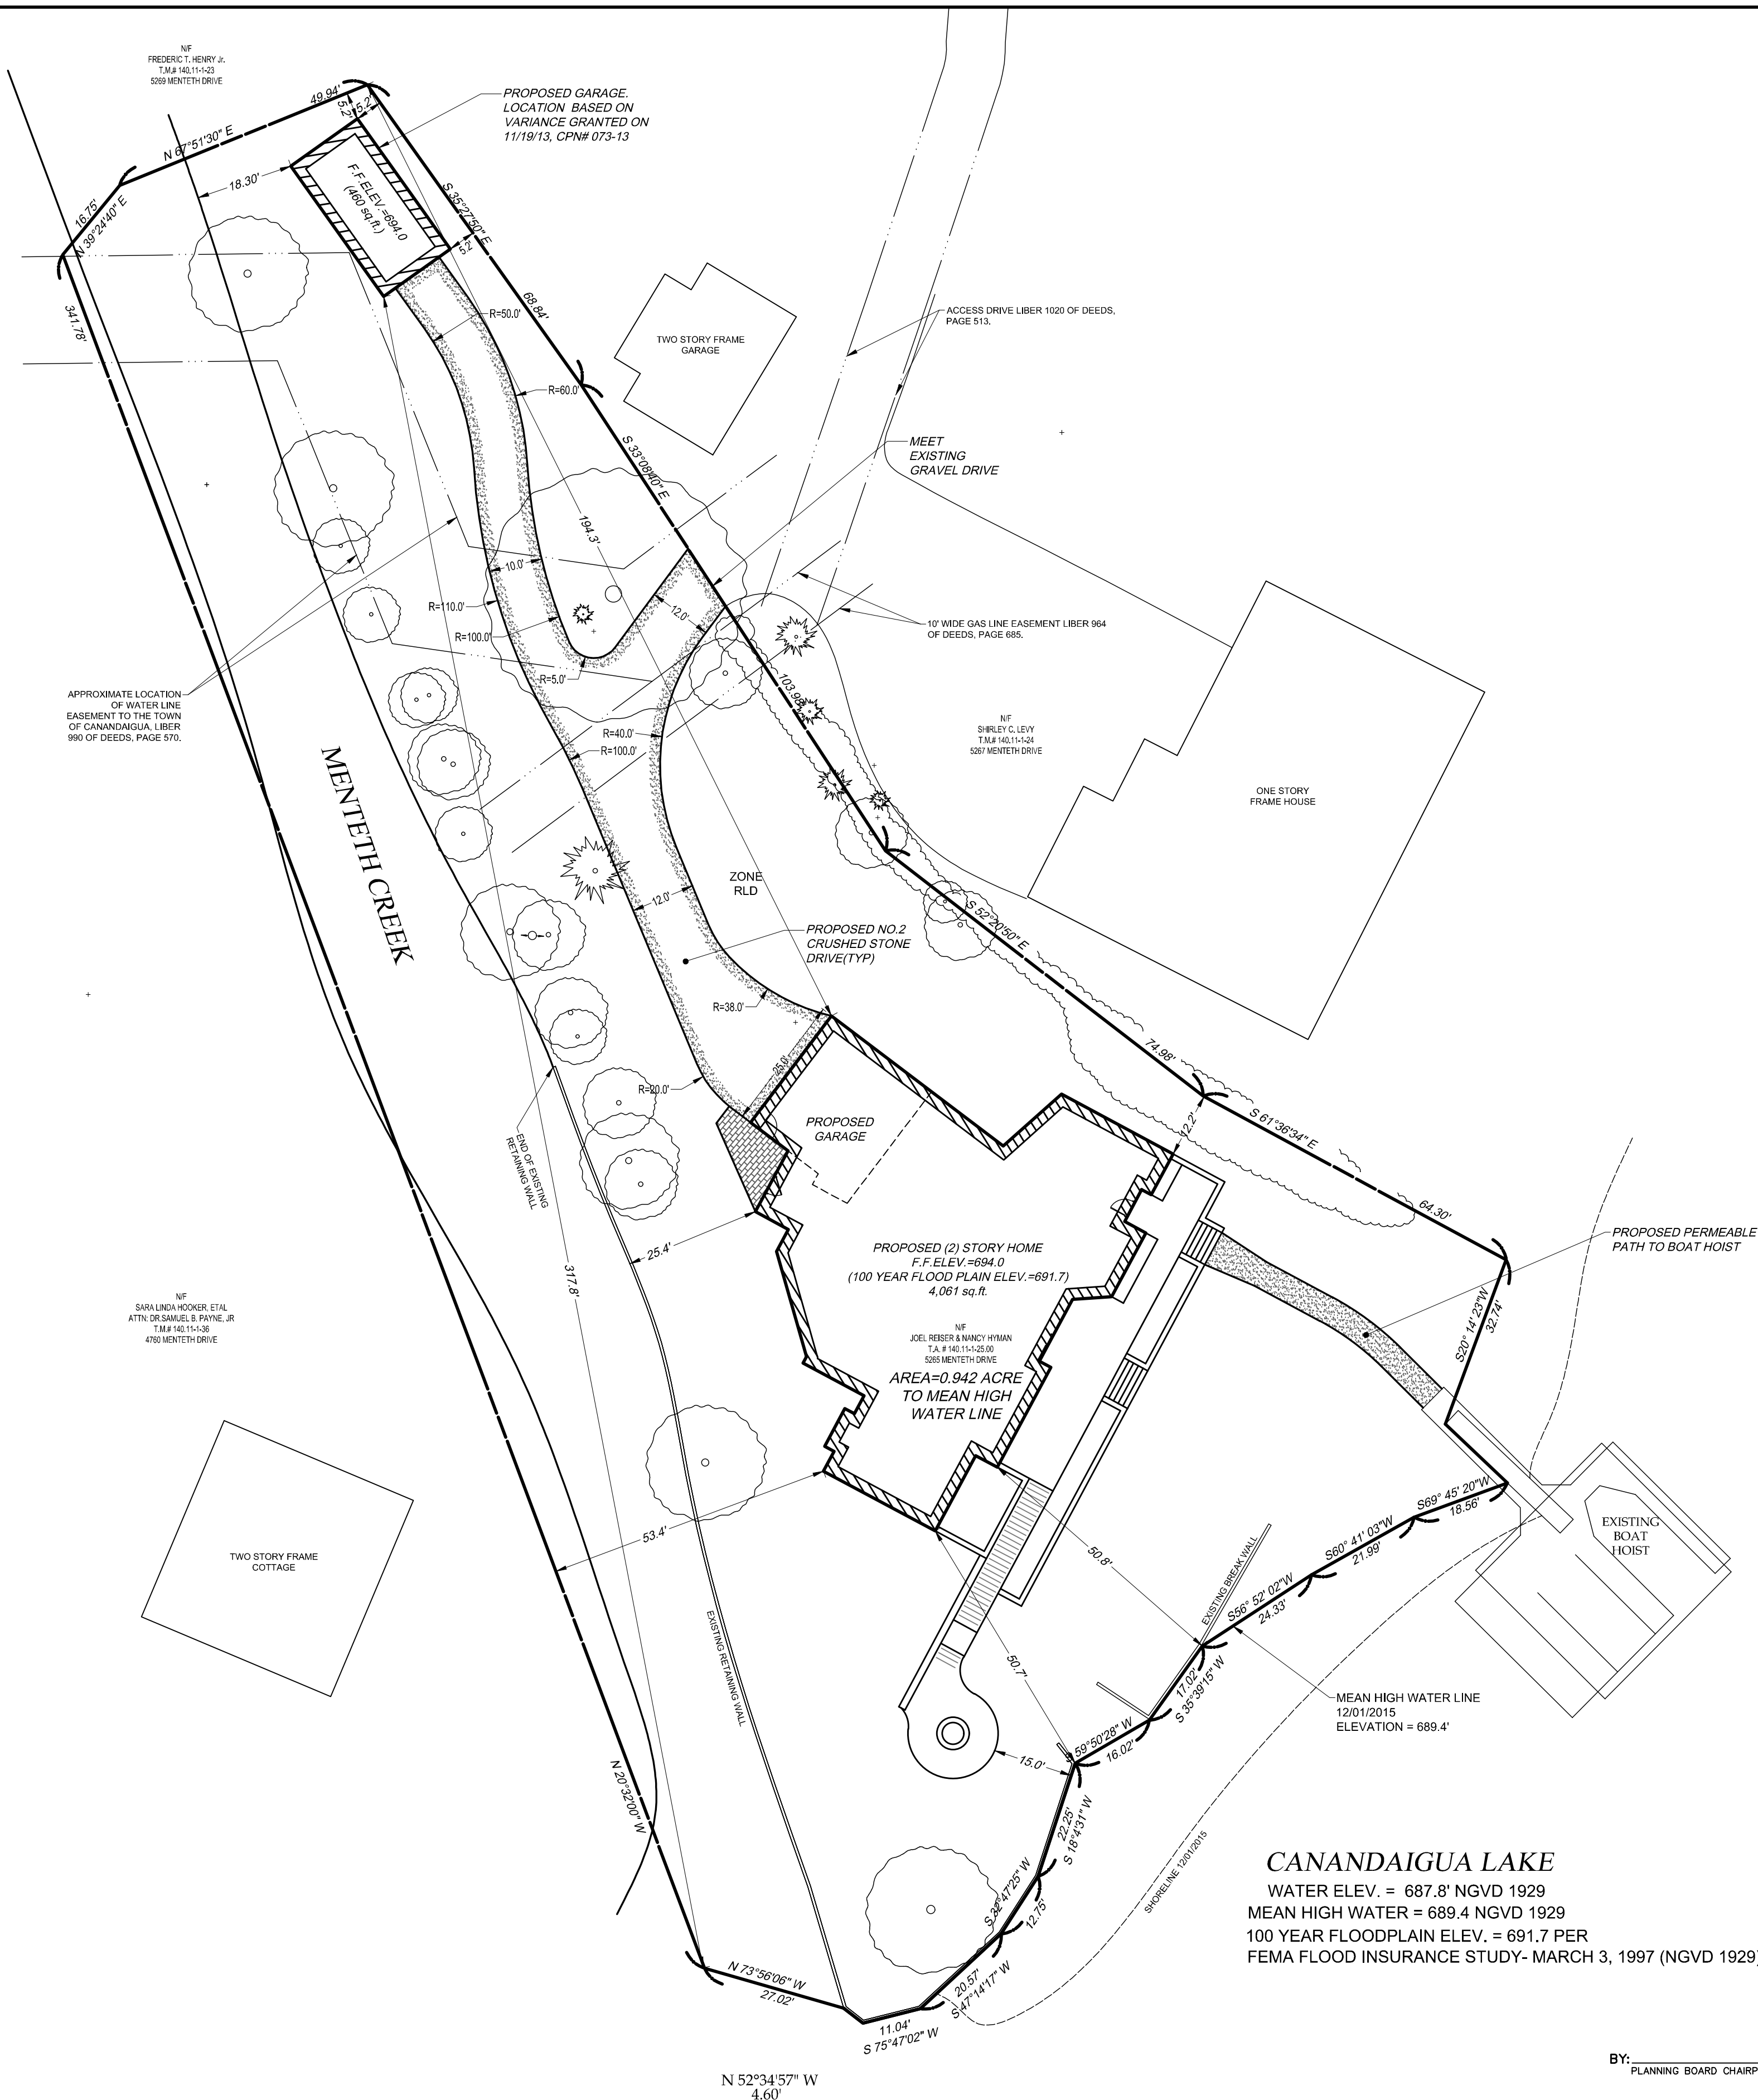 N/F
FREDERIC T. HENRY Jr.
T.M.# 140.11-1-23
5269 MENTETH DRIVE
PROPOSED GARAGE.
LOCATION BASED ON
VARIANCE GRANTED ON
11/19/13, CPN# 073-13
49.94'
N 67°51'30" E
5.2'
5.2'
18.30'
16.75'
N 39°24'40" E
F.F.ELEV.=694.0
(460 sq.ft.)
S 35°27'50" E
5.2'
68.84'
341.78'
R=50.0'
R=60.0'
TWO STORY FRAME
GARAGE
ACCESS DRIVE LIBER 1020 OF DEEDS,
PAGE 513.
MEET
EXISTING
GRAVEL DRIVE
S 33°08'40" E
194.3'
10.0'
R=110.0'
R=100.0'
12.0'
R=5.0'
10' WIDE GAS LINE EASEMENT LIBER 964
OF DEEDS, PAGE 685.
103.98'
APPROXIMATE LOCATION
OF WATER LINE
EASEMENT TO THE TOWN
OF CANANDAIGUA, LIBER
990 OF DEEDS, PAGE 570.
N/F
SHIRLEY C. LEVY
T.M.# 140.11-1-24
5267 MENTETH DRIVE
R=40.0'
R=100.0'
MENTETH CREEK
ONE STORY
FRAME HOUSE
ZONE
RLD
12.0'
PROPOSED NO.2
CRUSHED STONE
DRIVE(TYP)
S 52°20'50" E
R=38.0'
74.98'
25.0'
R=20.0'
PROPOSED
GARAGE
12.2'
S 61°36'34" E
END OF EXISTING
RETAINING WALL
64.30'
PROPOSED PERMEABLE
PATH TO BOAT HOIST
25.4'
317.8'
PROPOSED (2) STORY HOME
F.F.ELEV.=694.0
(100 YEAR FLOOD PLAIN ELEV.=691.7)
4,061 sq.ft.
N/F
SARA LINDA HOOKER, ETAL
ATTN: DR.SAMUEL B. PAYNE, JR
T.M.# 140.11-1-36
4760 MENTETH DRIVE
N/F
JOEL REISER & NANCY HYMAN
T.A. # 140.11-1-25.00
5265 MENTETH DRIVE
AREA=0.942 ACRE
TO MEAN HIGH
WATER LINE
S20° 14' 23"W
32.74'
S69° 45' 20"W
18.56'
EXISTING
BOAT
HOIST
53.4'
TWO STORY FRAME
COTTAGE
50.8'
S60° 41' 03"W
21.99'
EXISTING BREAK WALL
S56° 52' 02"W
24.33'
EXISTING RETAINING WALL
50.7'
17.02'
S 35°39'15" W
MEAN HIGH WATER LINE
12/01/2015
ELEVATION = 689.4'
S 59°50'28" W
16.02'
15.0'
N 20°32'00" W
22.25'
S 18°4'31" W
SHORELINE 12/01/2015
CANANDAIGUA LAKE
WATER ELEV. = 687.8' NGVD 1929
MEAN HIGH WATER = 689.4 NGVD 1929
100 YEAR FLOODPLAIN ELEV. = 691.7 PER
FEMA FLOOD INSURANCE STUDY- MARCH 3, 1997 (NGVD 1929)
S 32°47'25" W
12.75'
N 73°56'06" W
27.02'
20.57'
S 47°14'17" W
11.04'
S 75°47'02" W
N 52°34'57" W
4.60'
BY:
PLANNING BOARD CHAIRP